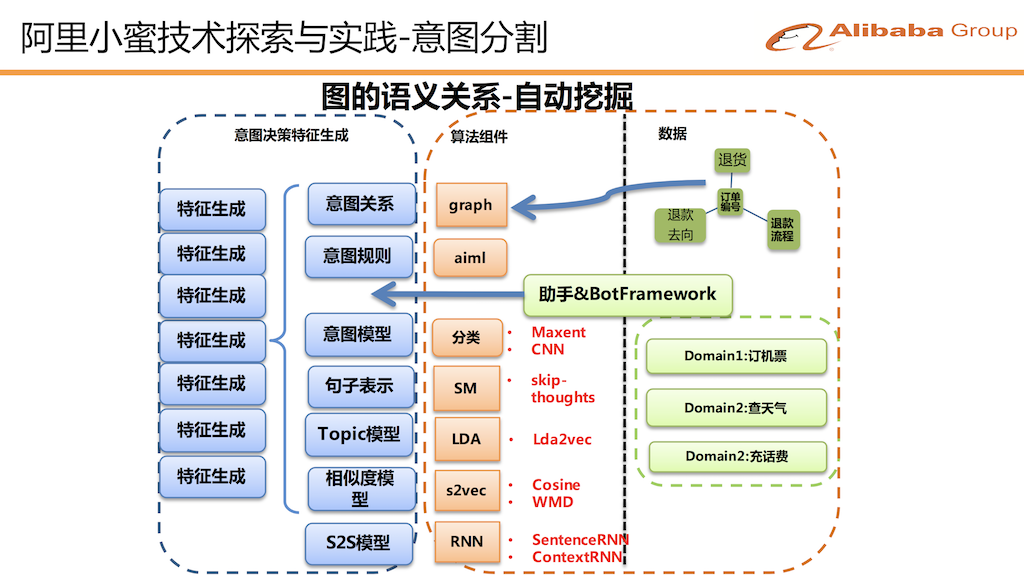 阿里小蜜技术探索与实践-意图分割
Alibaba Group
图的语义关系-自动挖掘
意图决策特征生成
算法组件
数据
特征生成
特征生成
特征生成
特征生成
特征生成
特征生成
特征生成
意图关系
意图规则
意图模型
句子表示
Topic模型
相似度模
型
S2S模型
graph
aiml
助手&BotFramework
分类
• Maxent
• CNN
SM
• skip-
thoughts
LDA
• Lda2vec
s2vec
• Cosine
• WMD
RNN
• SentenceRNN
• ContextRNN
退货
订单
编号
退款
去向
退款
流程
Domain1:订机票
Domain2:查天气
Domain2:充话费